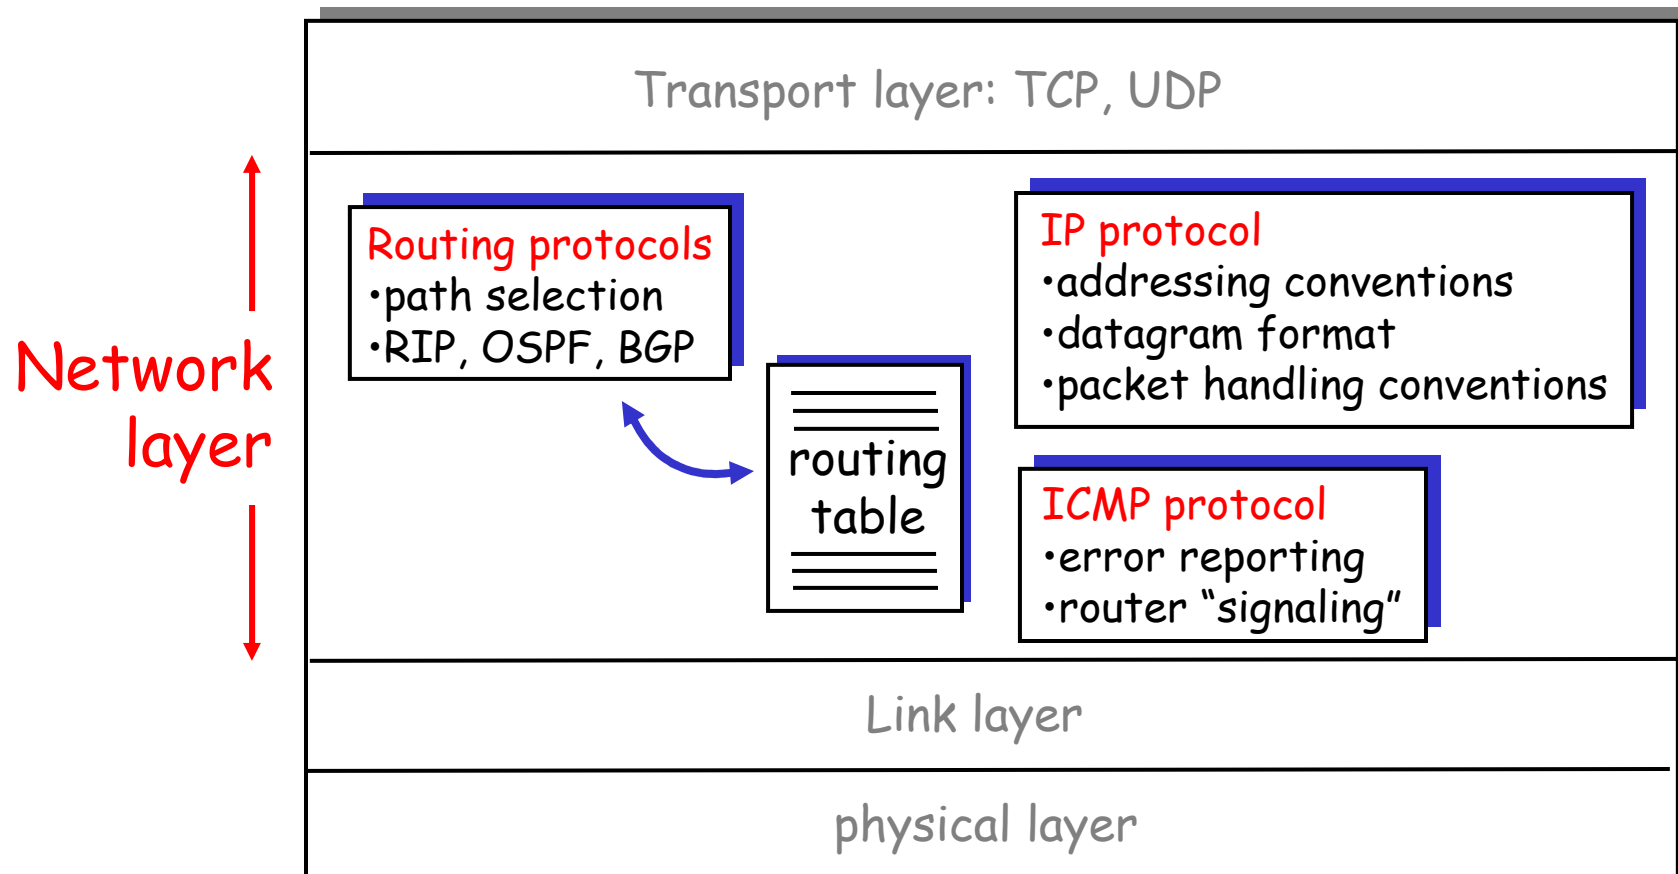 Transport layer: TCP, UDP
Network
layer
Routing protocols
•path selection
•RIP, OSPF, BGP
routing
table
IP protocol
•addressing conventions
•datagram format
•packet handling conventions
ICMP protocol
•error reporting
•router “signaling”
Link layer
physical layer